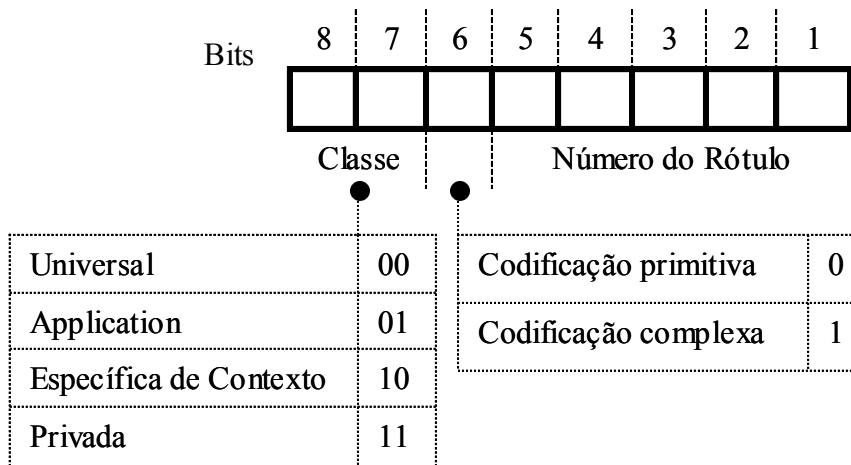 Bits 8 7 6 5 4 3 2 1
Classe Número do Rótulo
Universal 00
Application 01
Específica de Contexto 10
Privada 11
Codificação primitiva 0
Codificação complexa 1